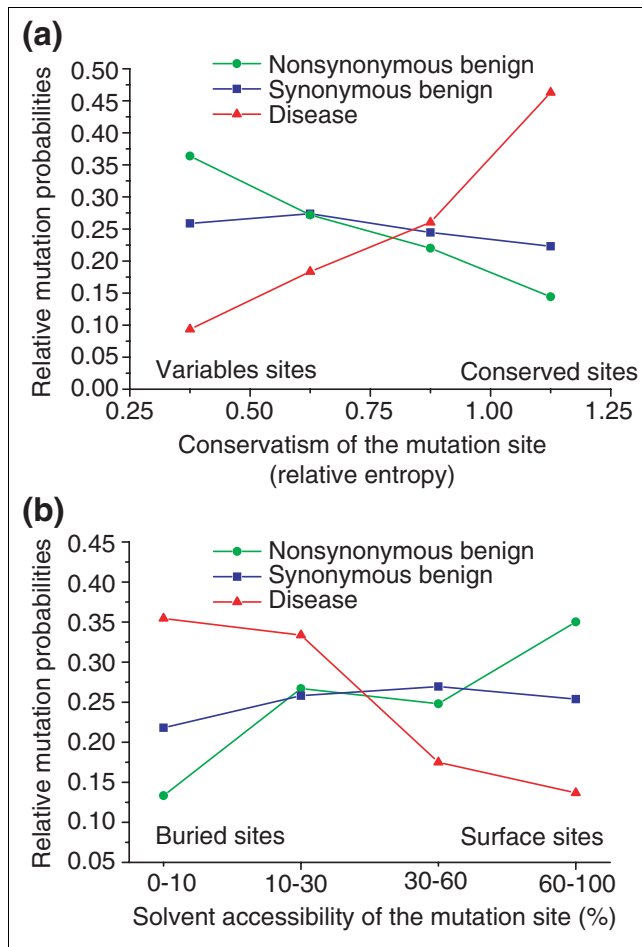 (a)
Nonsynonymous benign
Synonymous benign
Disease
Relative mutation probabilities
0.50
0.45
0.40
0.35
0.30
0.25
0.20
0.15
0.10
0.05
0.00
Variables sites
Conserved sites
0.25
0.50
0.75
1.00
1.25
Conservatism of the mutation site
(relative entropy)
(b)
Nonsynonymous benign
Synonymous benign
Disease
Relative mutation probabilities
0.45
0.40
0.35
0.30
0.25
0.20
0.15
0.10
0.05
Buried sites
Surface sites
0-10
10-30
30-60
60-100
Solvent accessibility of the mutation site (%)